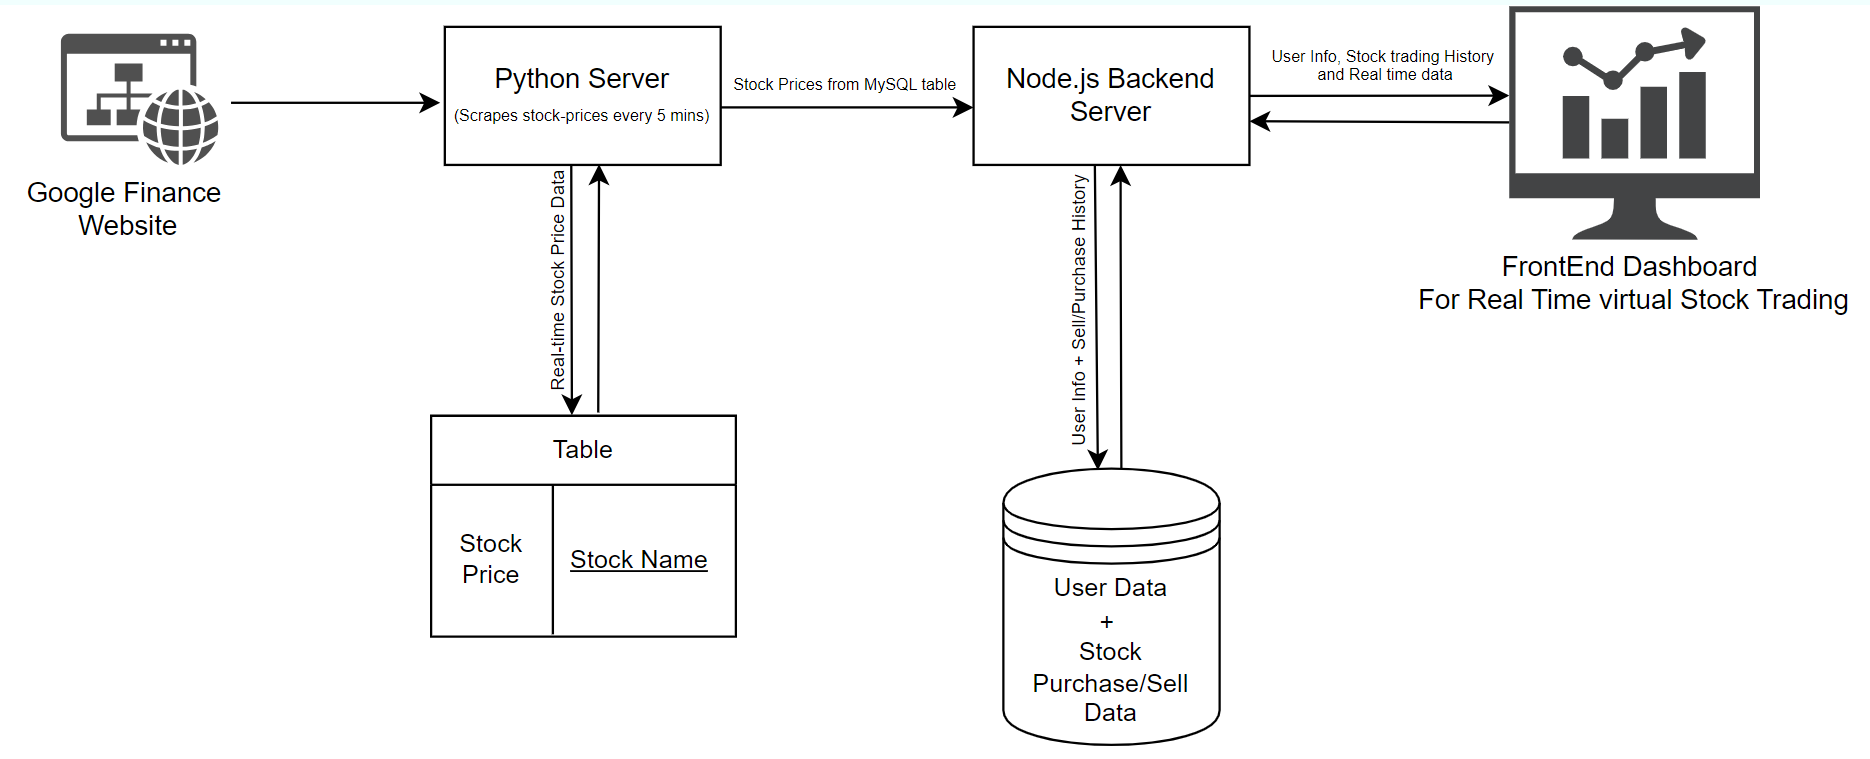 Google Finance
Website
Python Server
(Scrapes stock-prices every 5 mins)
Stock Prices from MySQL table
Node.js Backend
Server
User Info, Stock trading History
and Real time data
FrontEnd Dashboard
For Real Time virtual Stock Trading
Real-time Stock Price Data
User Info + Sell/Purchase History
Table
Stock
Price
Stock Name
User Data
+
Stock
Purchase/Sell
Data